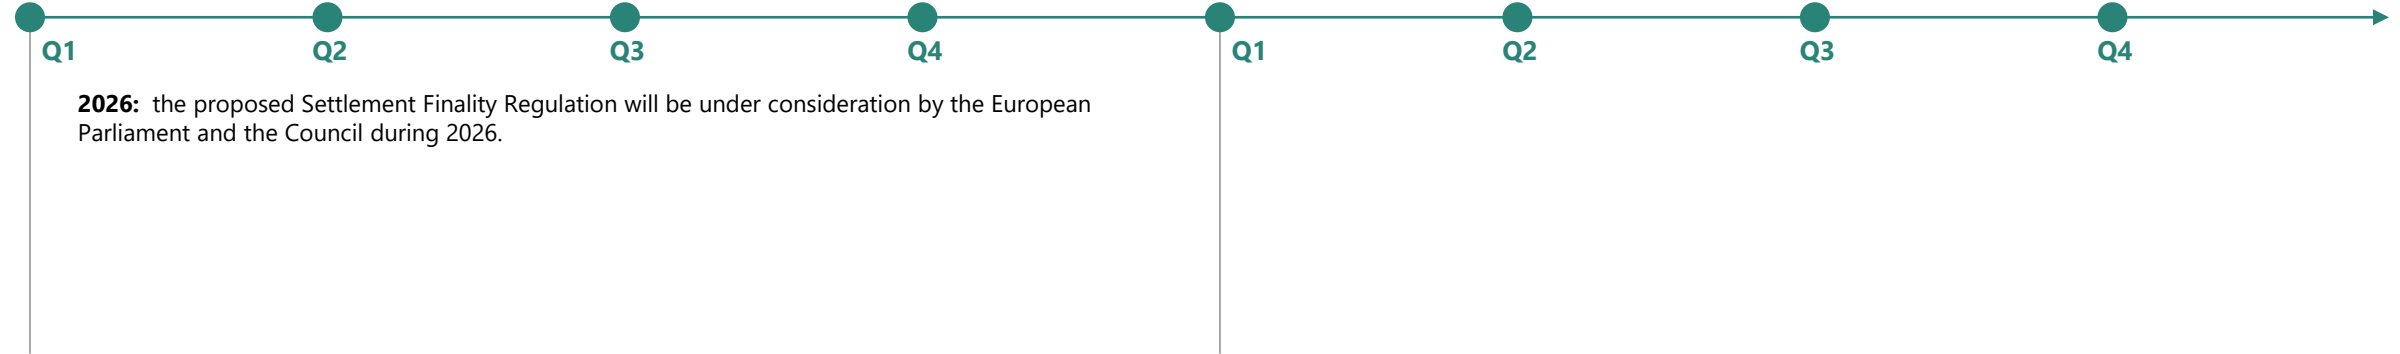 Q1 Q2 Q3 Q4 Q1 Q2 Q3 Q4
2026: the proposed Settlement Finality Regulation will be under consideration by the European
Parliament and the Council during 2026.